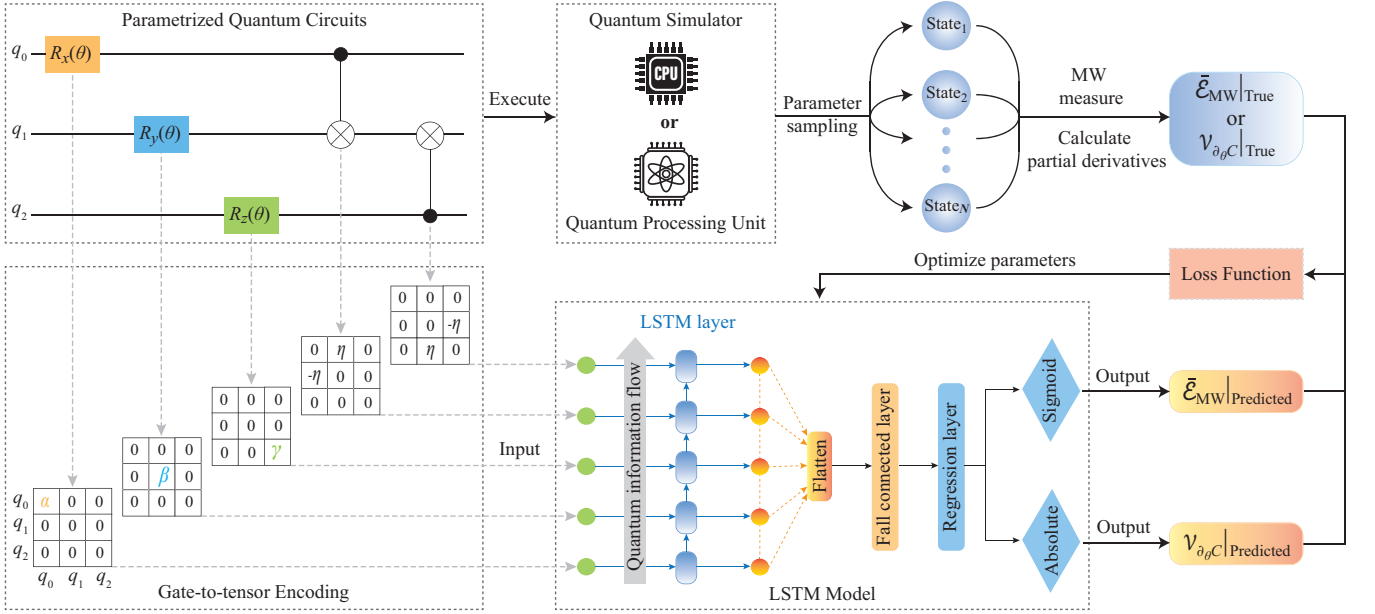 Parametrized Quantum Circuits
q0
Rx(θ)
q1
Ry(θ)
q2
Rz(θ)
Execute
Quantum Simulator
CPU
or
Quantum Processing Unit
Parameter
sampling
State1
State2
StateN
MW
measure
Calculate
partial derivatives
ℰ̄MW|True
or
𝒱∂θC|True
Optimize parameters
Loss Function
0 0 0
0 0 -η
0 η 0
0 η 0
-η 0 0
0 0 0
0 0 0
0 0 0
0 0 γ
0 0 0
0 β 0
0 0 0
q0 α 0 0
q1 0 0 0
q2 0 0 0
q0 q1 q2
Gate-to-tensor Encoding
Input
LSTM layer
Quantum information flow
Flatten
Fall connected layer
Regression layer
Sigmoid
Absolute
Output
ℰ̄MW|Predicted
Output
𝒱∂θC|Predicted
LSTM Model